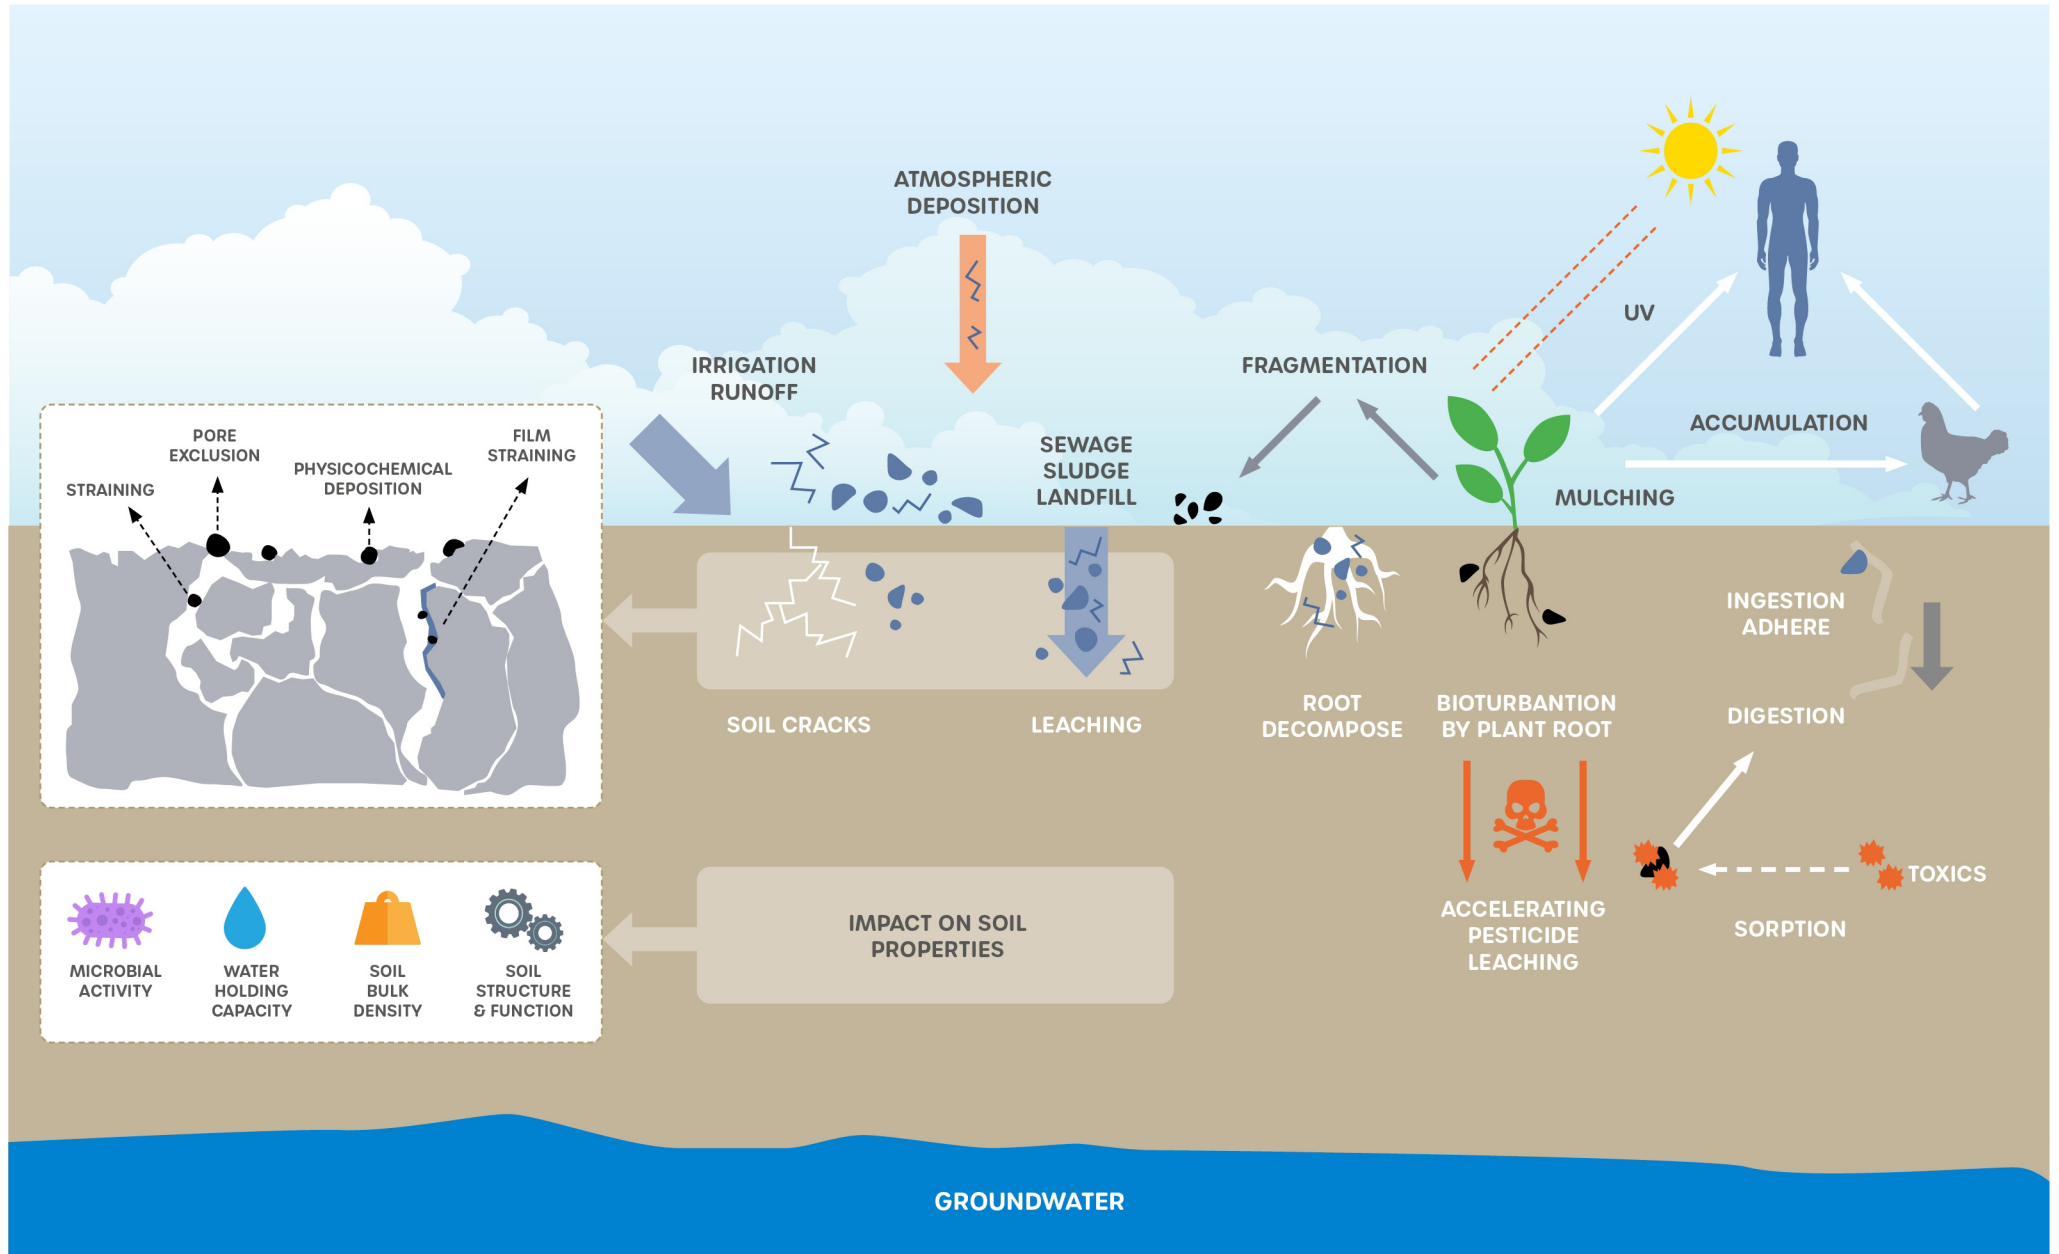 ATMOSPHERIC
DEPOSITION
IRRIGATION
RUNOFF
SEWAGE
SLUDGE
LANDFILL
FRAGMENTATION
UV
ACCUMULATION
MULCHING
PORE
EXCLUSION
FILM
STRAINING
PHYSICOCHEMICAL
DEPOSITION
STRAINING
SOIL CRACKS
LEACHING
ROOT
DECOMPOSE
BIOTURBANTION
BY PLANT ROOT
INGESTION
ADHERE
DIGESTION
ACCELERATING
PESTICIDE
LEACHING
TOXICS
SORPTION
IMPACT ON SOIL
PROPERTIES
MICROBIAL
ACTIVITY
WATER
HOLDING
CAPACITY
SOIL
BULK
DENSITY
SOIL
STRUCTURE
& FUNCTION
GROUNDWATER